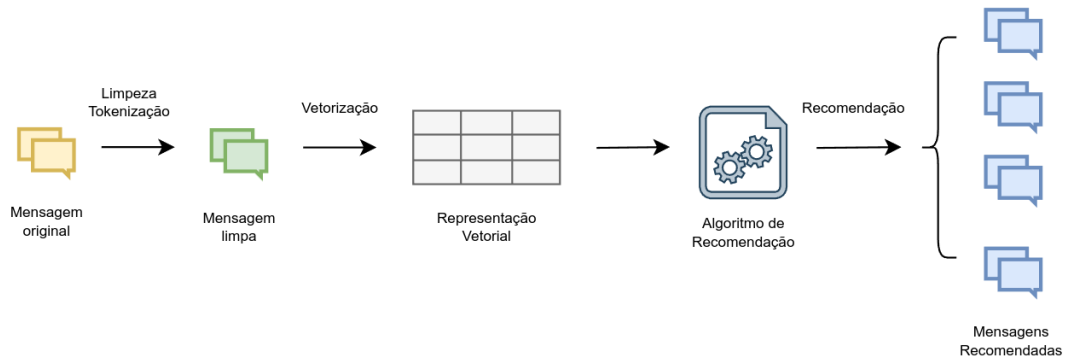 Limpeza
Tokenização
Vetorização
Recomendação
Mensagem
original
Mensagem
limpa
Representação
Vetorial
Algoritmo de
Recomendação
Mensagens
Recomendadas